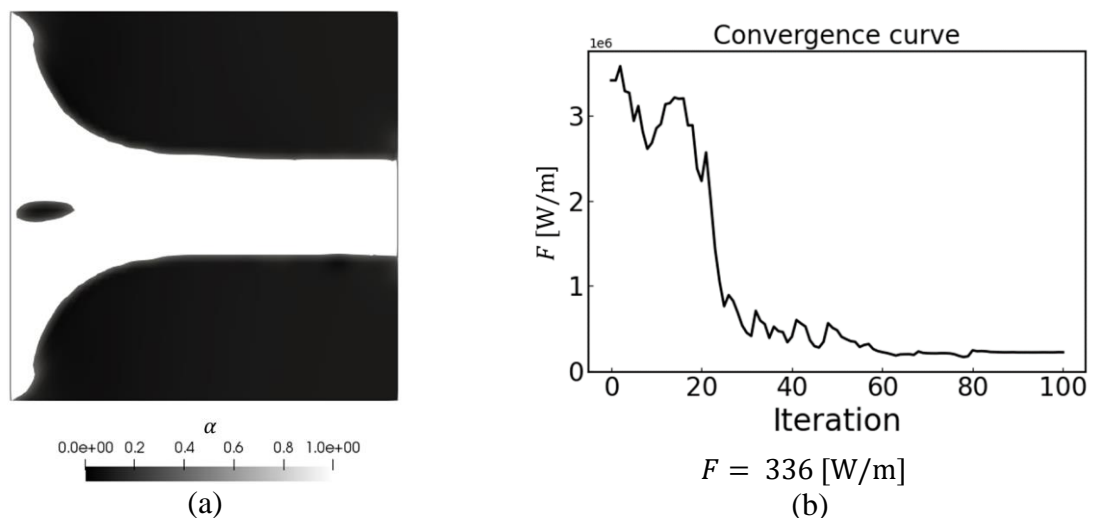 α
0.0e+00 0.2 0.4 0.6 0.8 1.0e+00
(a)
Convergence curve
1e6
3
2
1
0
F [W/m]
0 20 40 60 80 100
Iteration
F = 336 [W/m]
(b)